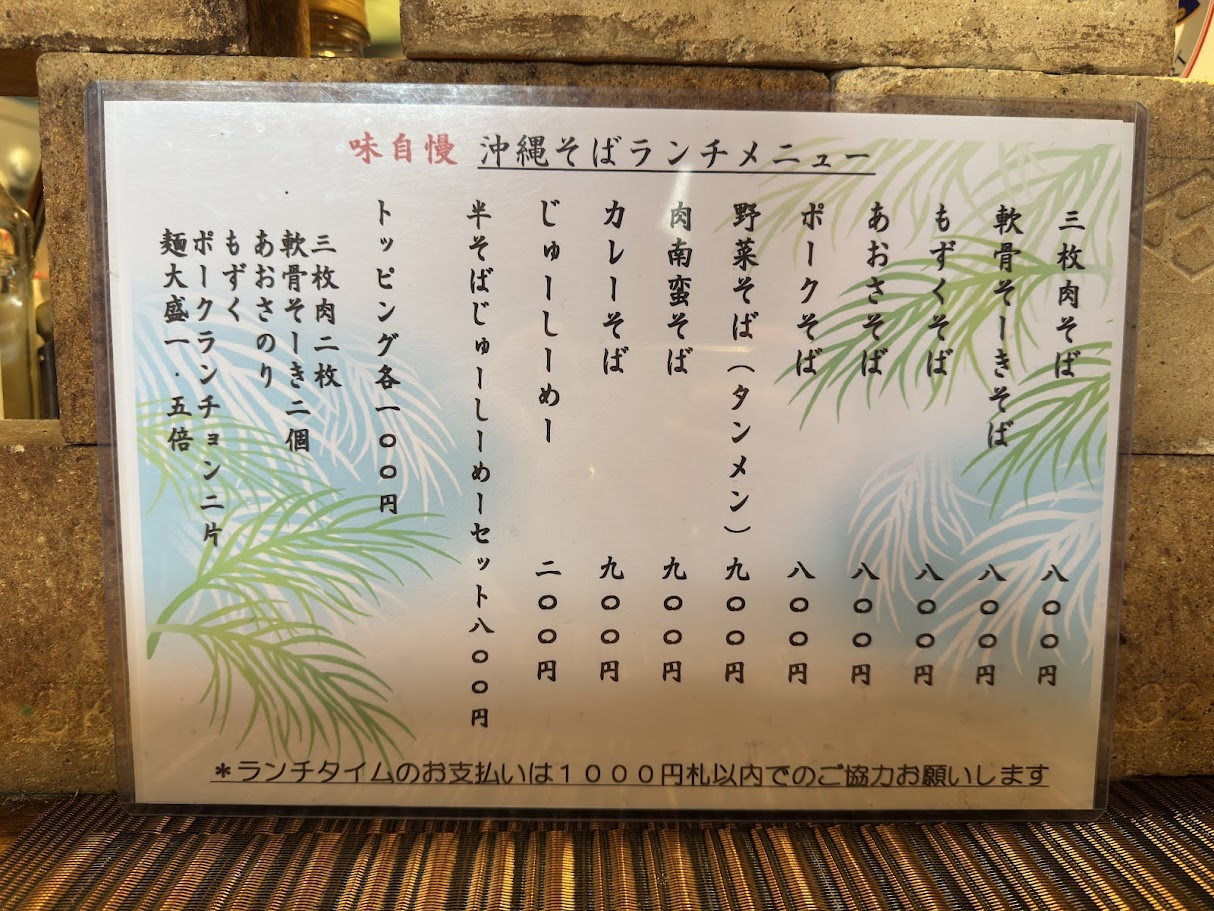 味自慢 沖縄そばランチメニュー
三枚肉そば 八〇〇円
軟骨そーきそば 八〇〇円
もずくそば 八〇〇円
あおさそば 八〇〇円
ポークそば 八〇〇円
野菜そば（タンメン） 九〇〇円
肉南蛮そば 九〇〇円
カレーそば 九〇〇円
じゅーしーめー 二〇〇円
半そばじゅーしーめーセット八〇〇円
トッピング各一〇〇円
三枚肉二枚
軟骨そーき二個
あおさのり
もずく
ポークランチョン二片
麺大盛一．五倍
＊ランチタイムのお支払いは１０００円札以内でのご協力お願いします